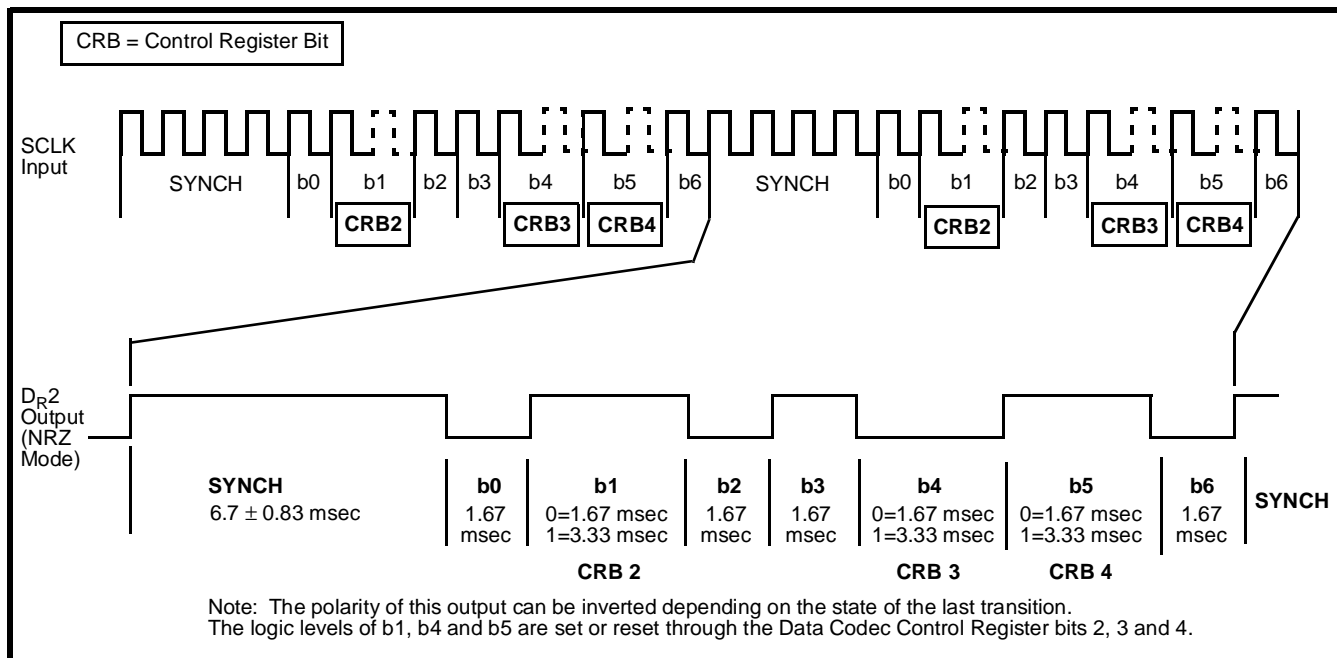 CRB = Control Register Bit
SCLK
Input
SYNCH b0 b1 b2 b3 b4 b5 b6 SYNCH b0 b1 b2 b3 b4 b5 b6
CRB2 CRB3 CRB4 CRB2 CRB3 CRB4
DR2
Output
(NRZ
Mode)
SYNCH b0 b1 b2 b3 b4 b5 b6 SYNCH
6.7 ± 0.83 msec 1.67 0=1.67 msec 1.67 1.67 0=1.67 msec 0=1.67 msec 1.67
msec 1=3.33 msec msec msec 1=3.33 msec 1=3.33 msec msec
CRB 2 CRB 3 CRB 4
Note: The polarity of this output can be inverted depending on the state of the last transition.
The logic levels of b1, b4 and b5 are set or reset through the Data Codec Control Register bits 2, 3 and 4.